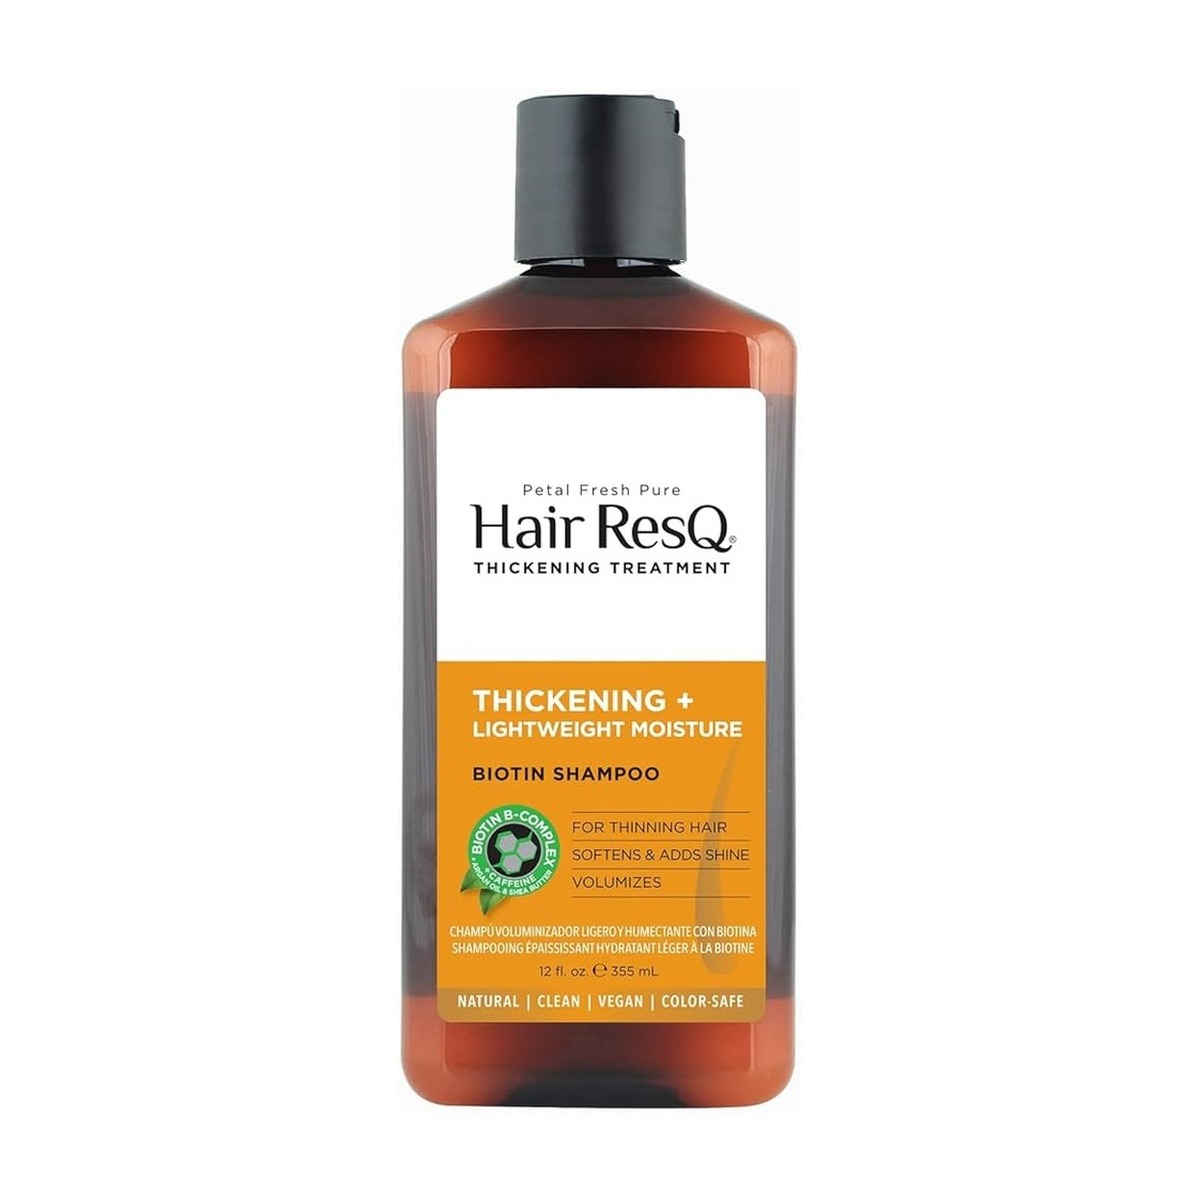 Petal Fresh Pure
Hair ResQ®
THICKENING TREATMENT
THICKENING +
LIGHTWEIGHT MOISTURE
BIOTIN SHAMPOO
BIOTIN B-COMPLEX
+ CAFFEINE
+ ARGAN OIL & SHEA BUTTER
FOR THINNING HAIR
SOFTENS & ADDS SHINE
VOLUMIZES
CHAMPÚ VOLUMINIZADOR LIGERO Y HUMECTANTE CON BIOTINA
SHAMPOOING ÉPAISSISSANT HYDRATANT LÉGER À LA BIOTINE
12 fl. oz. ℮ 355 mL
NATURAL | CLEAN | VEGAN | COLOR-SAFE